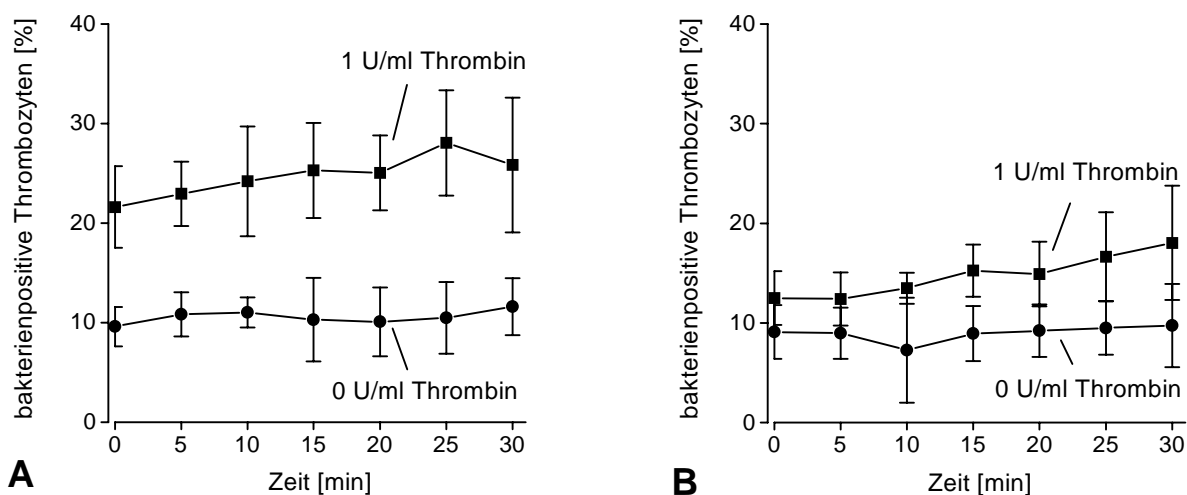 bakterienpositive Thrombozyten [%]
40
30
20
10
0
1 U/ml Thrombin
0 U/ml Thrombin
0 5 10 15 20 25 30
Zeit [min]
A
bakterienpositive Thrombozyten [%]
40
30
20
10
0
1 U/ml Thrombin
0 U/ml Thrombin
0 5 10 15 20 25 30
Zeit [min]
B